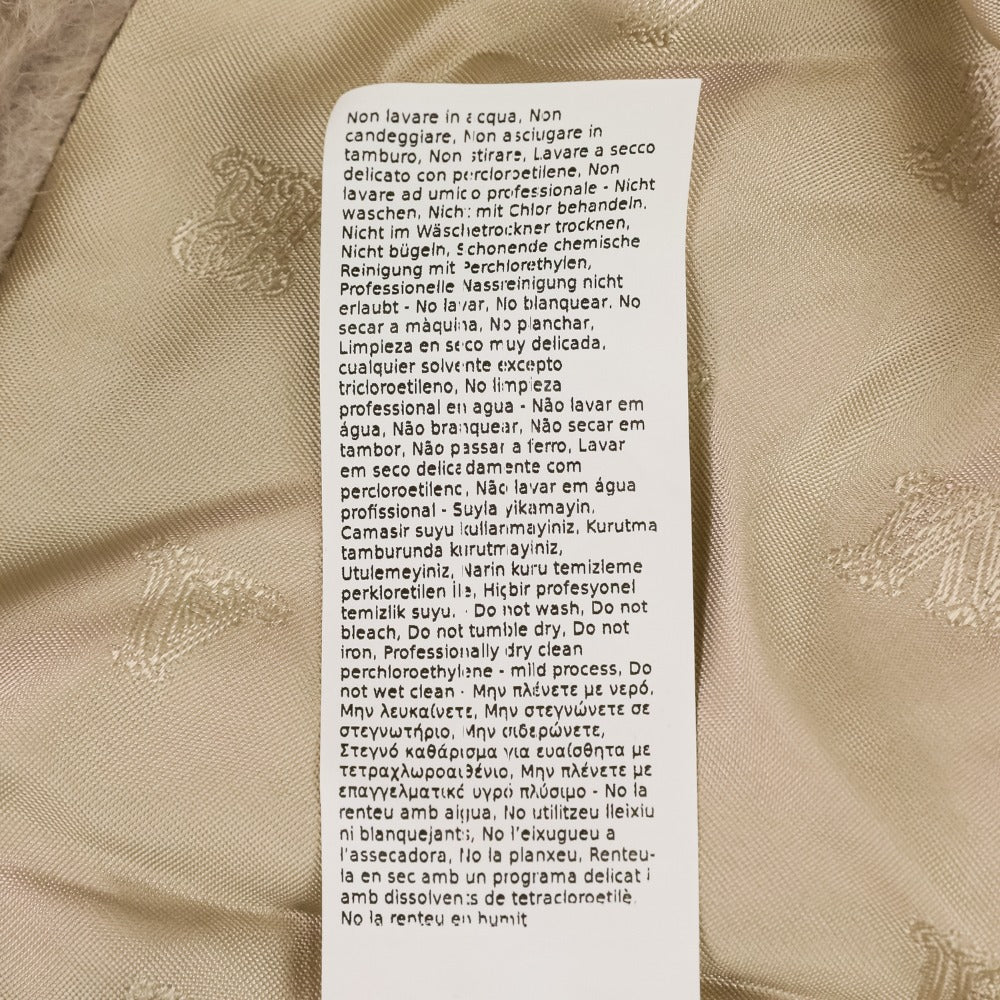 Non lavare in acqua, Non
candeggiare, Non asciugare in
tamburo, Non stirare, Lavare a secco
delicato con percloroetilene, Non
lavare ad umido professionale - Nicht
waschen, Nicht mit Chlor behandeln.
Nicht im Wäschetrockner trocknen,
Nicht bügeln, Schonende chemische
Reinigung mit Perchlorethylen,
Professionelle Nassreinigung nicht
erlaubt - No lavar, No blanquear. No
secar a màquina, No planchar,
Limpieza en seco muy delicada,
cualquier solvente excepto
tricloroetileno, No limpieza
professional en agua - Não lavar em
água, Não branquear, Não secar em
tambor, Não passar a ferro, Lavar
em seco delicadamente com
percloroetileno, Não lavar em água
profissional - Suyla yikamayin.
Camasir suyu kullanmayiniz, Kurutma
tamburunda kurutmayiniz,
Utulemeyiniz, Narin kuru temizleme
perkloretilen İle, Hiçbir profesyonel
temizlik suyu. - Do not wash, Do not
bleach, Do not tumble dry, Do not
iron, Professionally dry clean
perchloroethylene - mild process, Do
not wet clean - Μην πλένετε με νερό.
Μην λευκαίνετε, Μην στεγνώνετε σε
στεγνωτήριο, Μην σιδερώνετε,
Στεγνό καθάρισμα για ευαίσθητα με
τετραχλωροαιθένιο, Μην πλένετε με
επαγγελματικό υγρό πλύσιμο - No la
renteu amb aigua, No utilitzeu lleixiu
ni blanquejants, No l'eixugueu a
l'assecadora, No la planxeu, Renteu-
la en sec amb un programa delicat i
amb dissolvents de tetracloroetilè.
No la renteu en humit